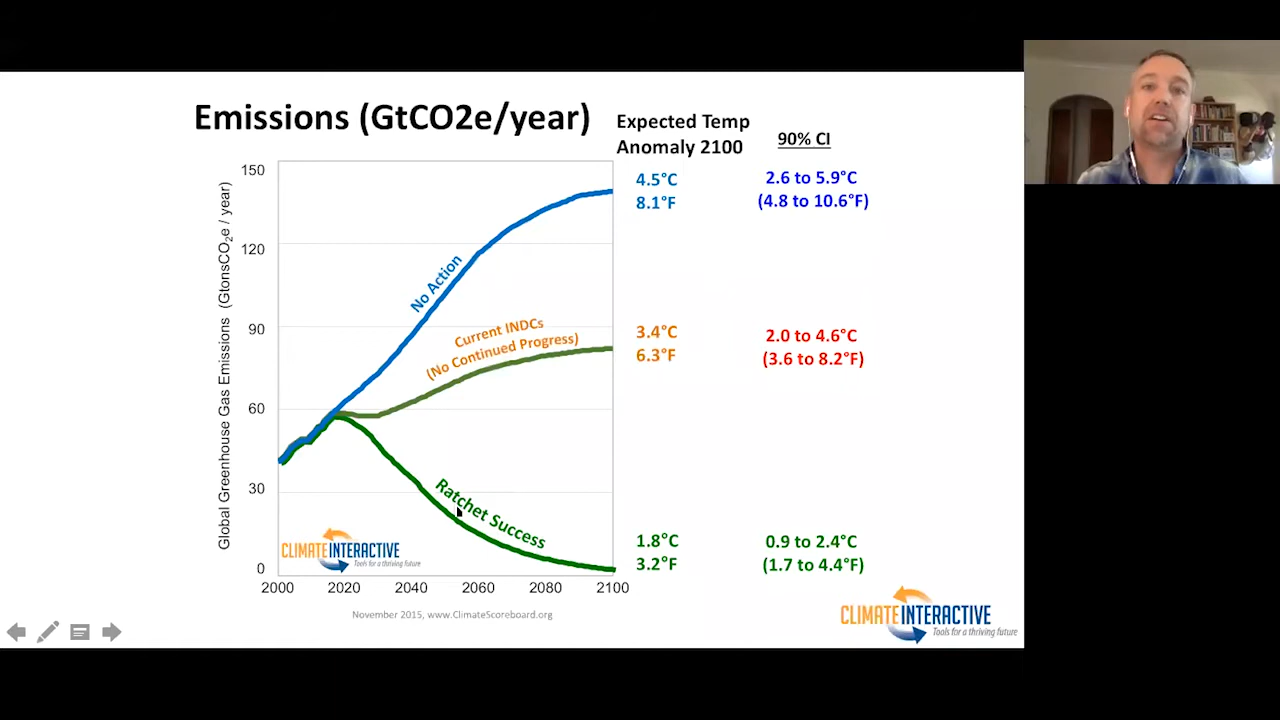 Emissions (GtCO2e/year)
Expected Temp
Anomaly 2100
90% CI
Global Greenhouse Gas Emissions (GtonsCO₂e / year)
150
120
90
60
30
0
2000
2020
2040
2060
2080
2100
No Action
4.5°C
8.1°F
2.6 to 5.9°C
(4.8 to 10.6°F)
Current INDCs
(No Continued Progress)
3.4°C
6.3°F
2.0 to 4.6°C
(3.6 to 8.2°F)
Ratchet Success
1.8°C
3.2°F
0.9 to 2.4°C
(1.7 to 4.4°F)
CLIMATE INTERACTIVE
Tools for a thriving future
November 2015, www.ClimateScoreboard.org
CLIMATE INTERACTIVE
Tools for a thriving future